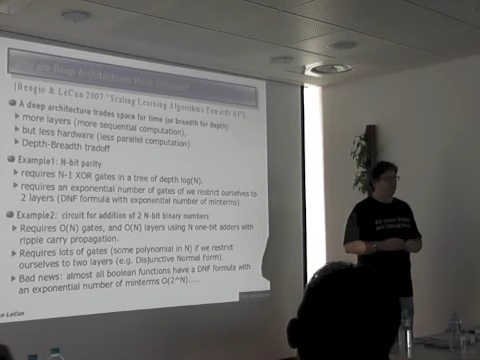 Why are Deep Architectures More Efficient?
[Bengio & LeCun 2007 "Scaling Learning Algorithms Towards AI"]
A deep architecture trades space for time (or breadth for depth)
more layers (more sequential computation),
but less hardware (less parallel computation).
Depth-Breadth tradoff
Example1: N-bit parity
requires N-1 XOR gates in a tree of depth log(N).
requires an exponential number of gates of we restrict ourselves to
2 layers (DNF formula with exponential number of minterms).
Example2: circuit for addition of 2 N-bit binary numbers
Requires O(N) gates, and O(N) layers using N one-bit adders with
ripple carry propagation.
Requires lots of gates (some polynomial in N) if we restrict
ourselves to two layers (e.g. Disjunctive Normal Form).
Bad news: almost all boolean functions have a DNF formula with
an exponential number of minterms O(2^N).....
LeCun